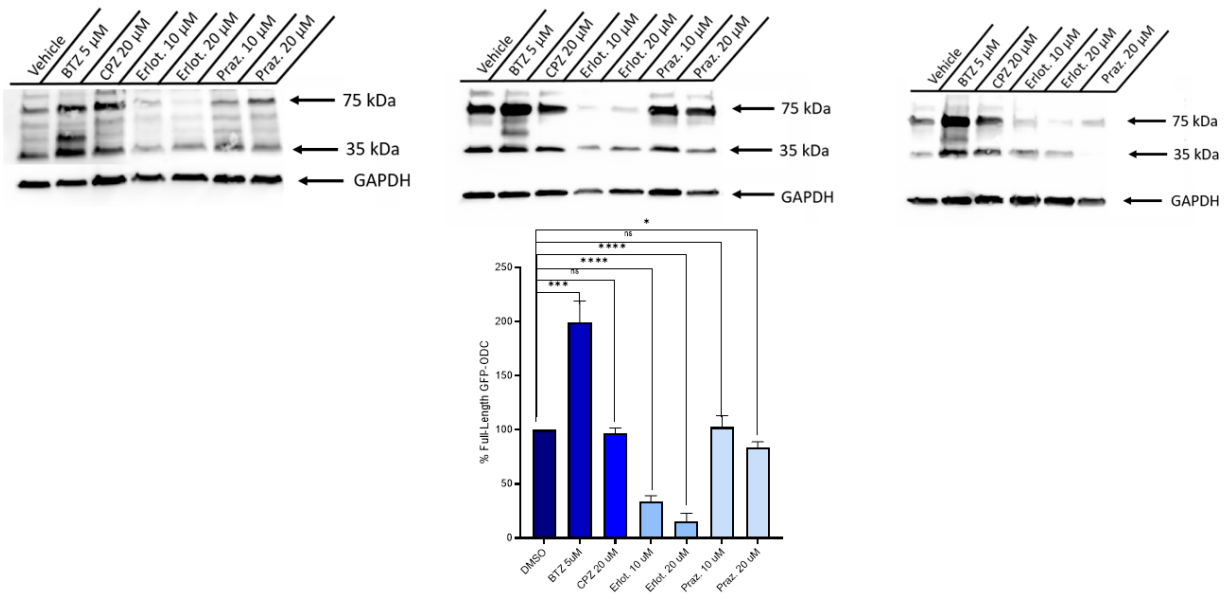 Vehicle
BTZ 5 µM
CPZ 20 µM
Erlot. 10 µM
Erlot. 20 µM
Praz. 10 µM
Praz. 20 µM
75 kDa
35 kDa
GAPDH
Vehicle
BTZ 5 µM
CPZ 20 µM
Erlot. 10 µM
Erlot. 20 µM
Praz. 10 µM
Praz. 20 µM
75 kDa
35 kDa
GAPDH
Vehicle
BTZ 5 µM
CPZ 20 µM
Erlot. 10 µM
Erlot. 20 µM
Praz. 20 µM
75 kDa
35 kDa
GAPDH
*
ns
****
****
ns
***
% Full-Length GFP-ODC
250
200
150
100
50
0
DMSO
BTZ 5uM
CPZ 20 uM
Erlot. 10 uM
Erlot. 20 uM
Praz. 10 uM
Praz. 20 uM